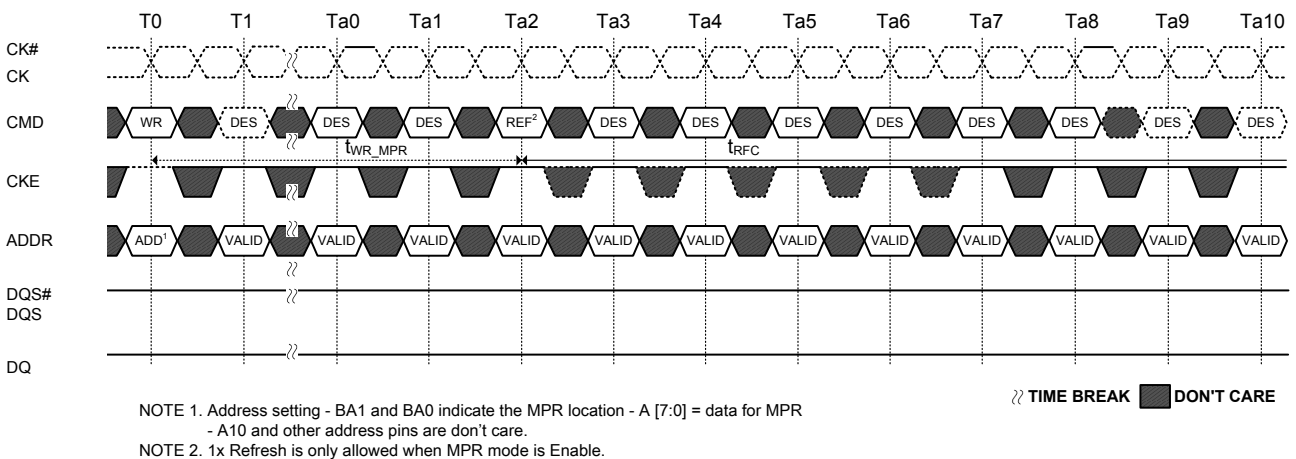 T0 T1 Ta0 Ta1 Ta2 Ta3 Ta4 Ta5 Ta6 Ta7 Ta8 Ta9 Ta10
CK#
CK
CMD WR DES DES DES REF2 DES DES DES DES DES DES DES DES
tWR_MPR tRFC
CKE
ADDR ADD1 VALID VALID VALID VALID VALID VALID VALID VALID VALID VALID VALID VALID
DQS#
DQS
DQ
TIME BREAK DON'T CARE
NOTE 1. Address setting - BA1 and BA0 indicate the MPR location - A [7:0] = data for MPR
- A10 and other address pins are don’t care.
NOTE 2. 1x Refresh is only allowed when MPR mode is Enable.